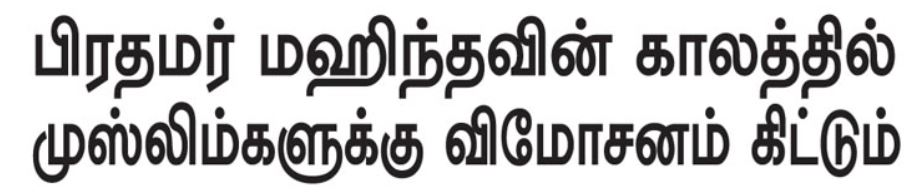 பிரதமர் மஹிந்தவின் காலத்தில்
முஸ்லிம்களுக்கு விமோசனம் கிட்டும்